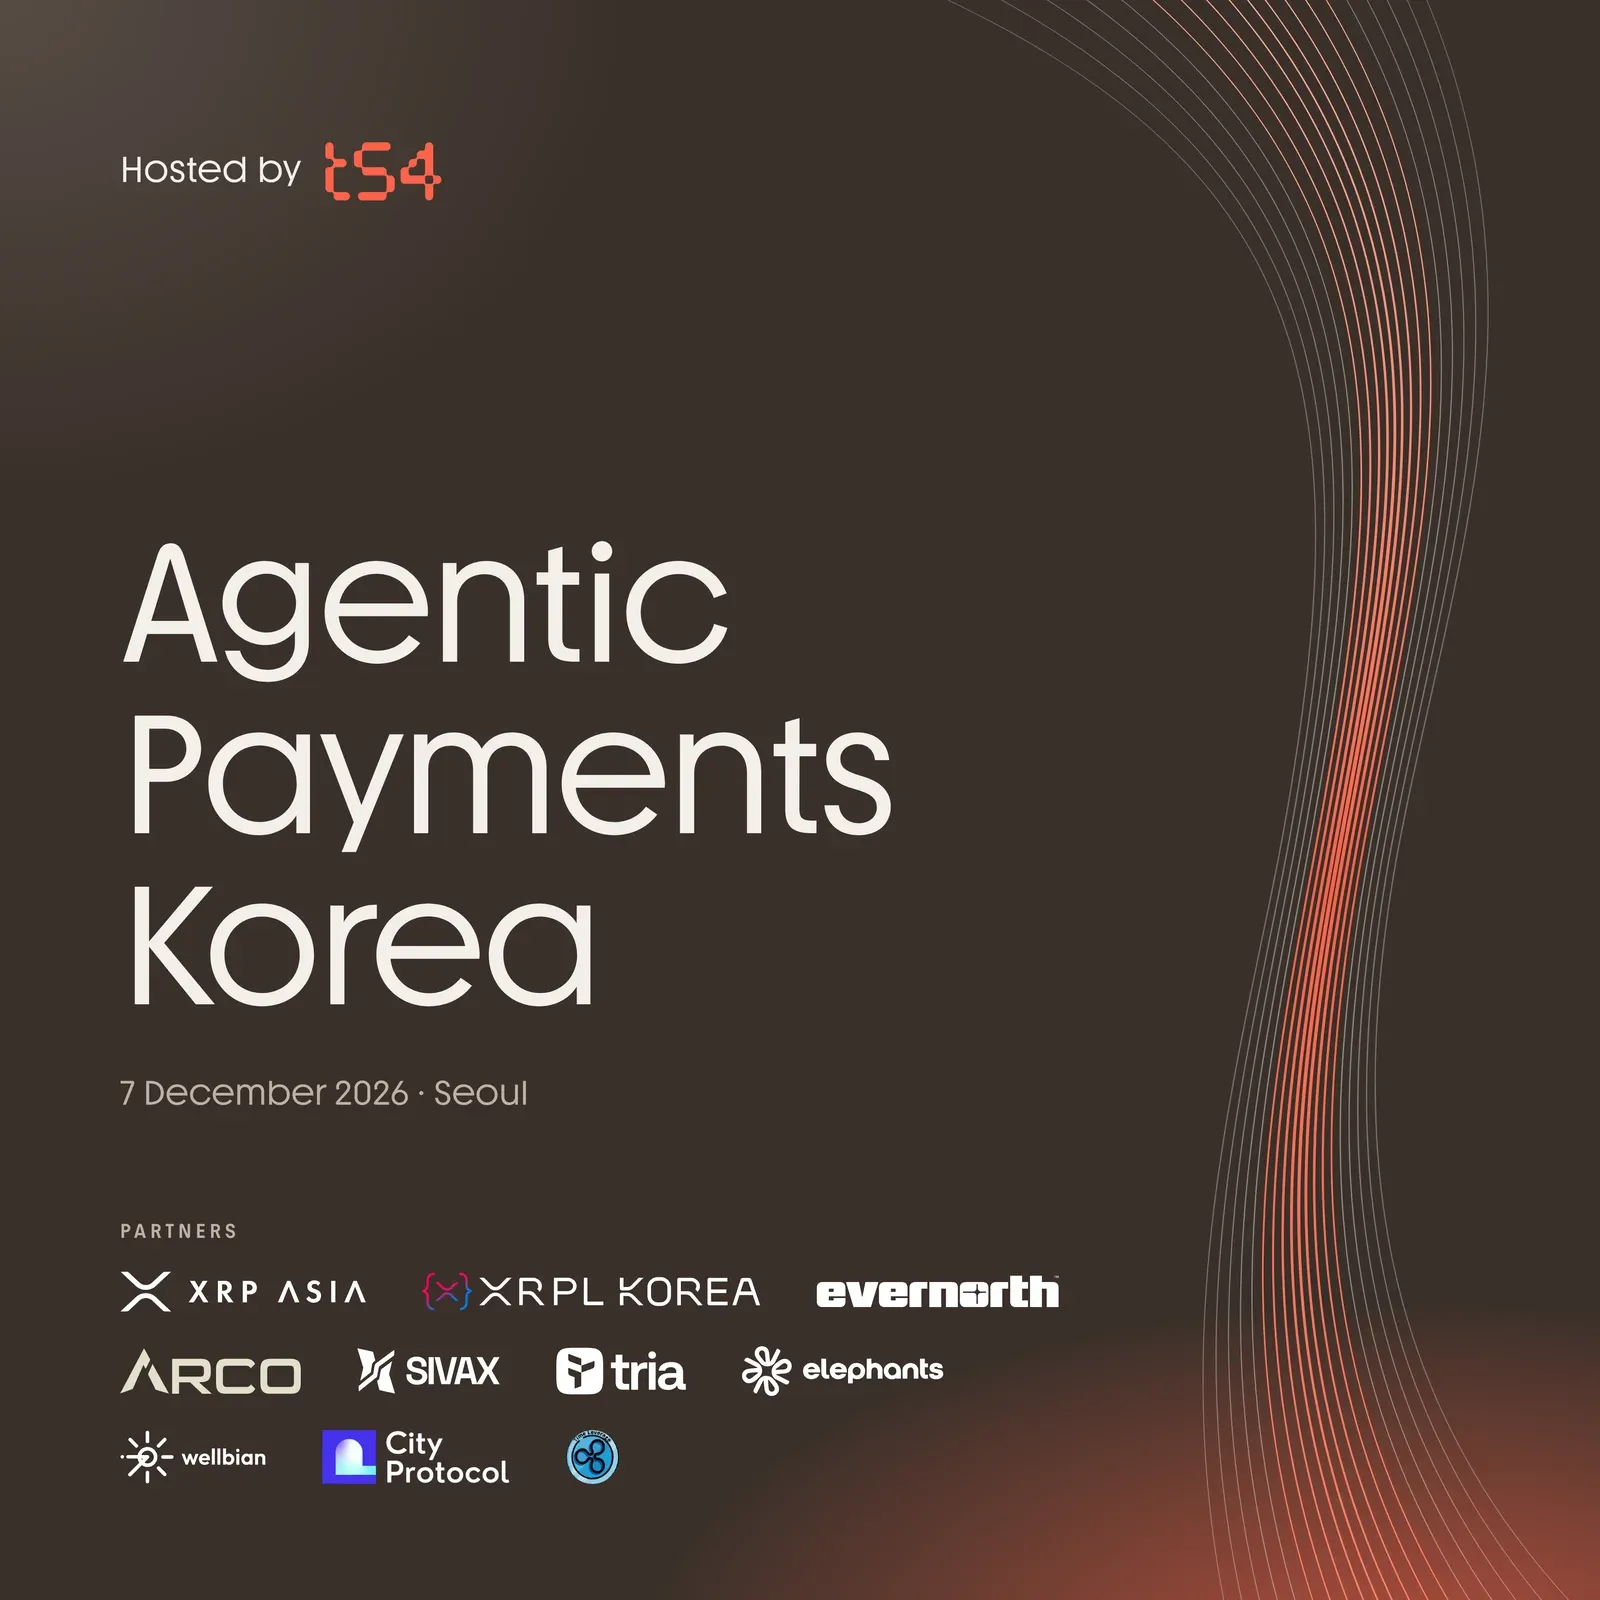 Hosted by ts4
Agentic
Payments
Korea
7 December 2026 · Seoul
PARTNERS
XRP ASIA
{X} XRPL KOREA
evernorth
ARCO
SIVAX
tria
elephants
wellbian
City
Protocol